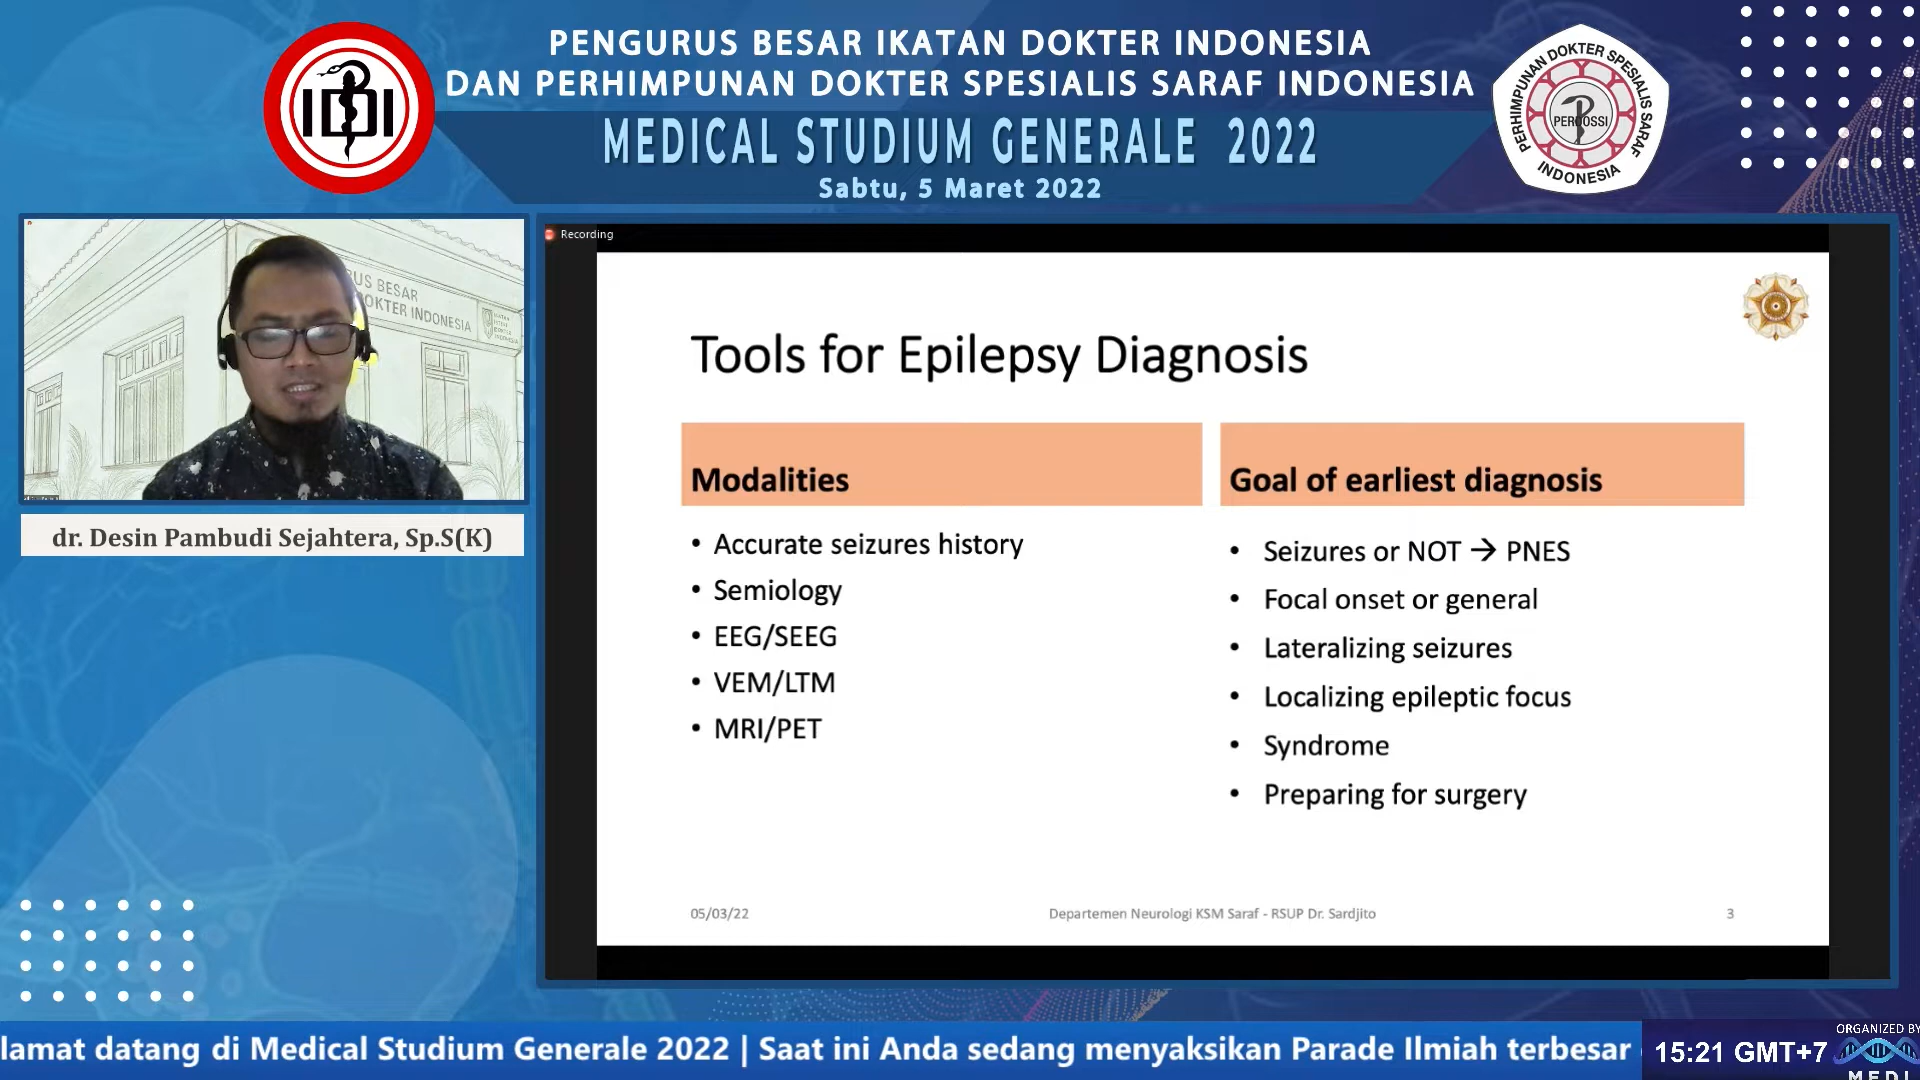 PENGURUS BESAR IKATAN DOKTER INDONESIA
DAN PERHIMPUNAN DOKTER SPESIALIS SARAF INDONESIA
MEDICAL STUDIUM GENERALE 2022
Sabtu, 5 Maret 2022
IDI
PERHIMPUNAN DOKTER SPESIALIS SARAF
PERDOSSI
INDONESIA
RUS BESAR
DOKTER INDONESIA
dr. Desin Pambudi Sejahtera, Sp.S(K)
Recording
Tools for Epilepsy Diagnosis
Modalities
• Accurate seizures history
• Semiology
• EEG/SEEG
• VEM/LTM
• MRI/PET
Goal of earliest diagnosis
• Seizures or NOT → PNES
• Focal onset or general
• Lateralizing seizures
• Localizing epileptic focus
• Syndrome
• Preparing for surgery
05/03/22
Departemen Neurologi KSM Saraf - RSUP Dr. Sardjito
3
lamat datang di Medical Studium Generale 2022 | Saat ini Anda sedang menyaksikan Parade Ilmiah terbesar
15:21 GMT+7
ORGANIZED BY
MEDI